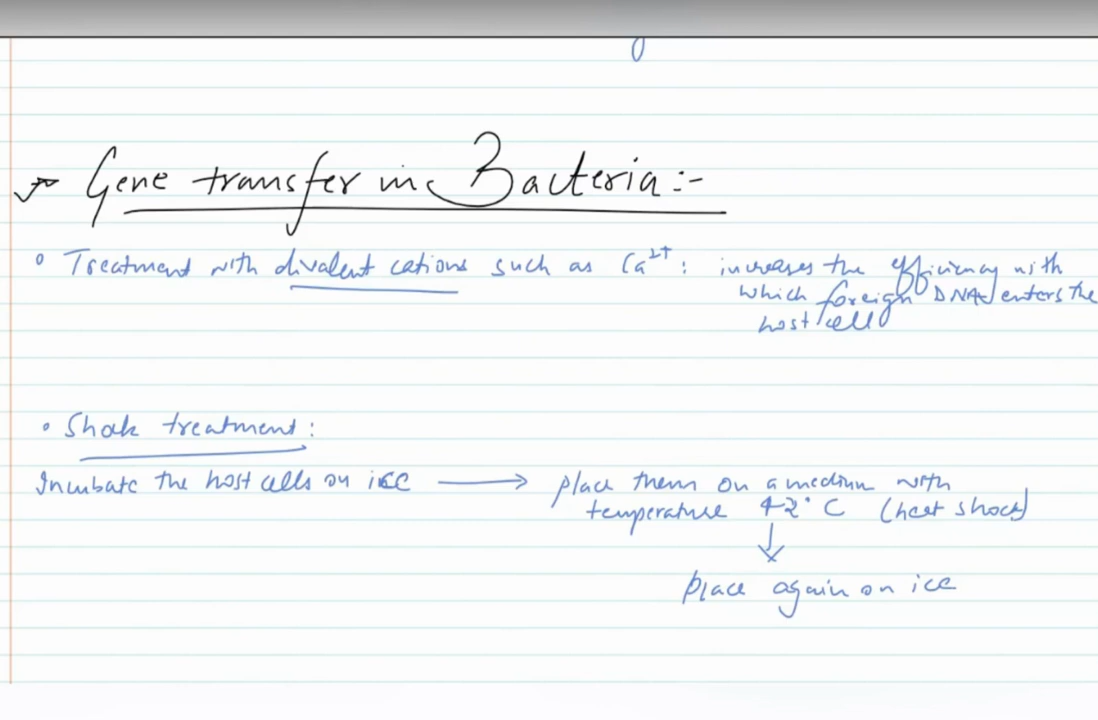 Gene transfer in Bacteria :-
Treatment with divalent cations such as Ca2+ : increases the efficiency with
which foreign DNA enters the
host cell
Shock treatment :
Incubate the host cells on ice → place them on a medium with
temperature 42°C (heat shock)
↓
place again on ice